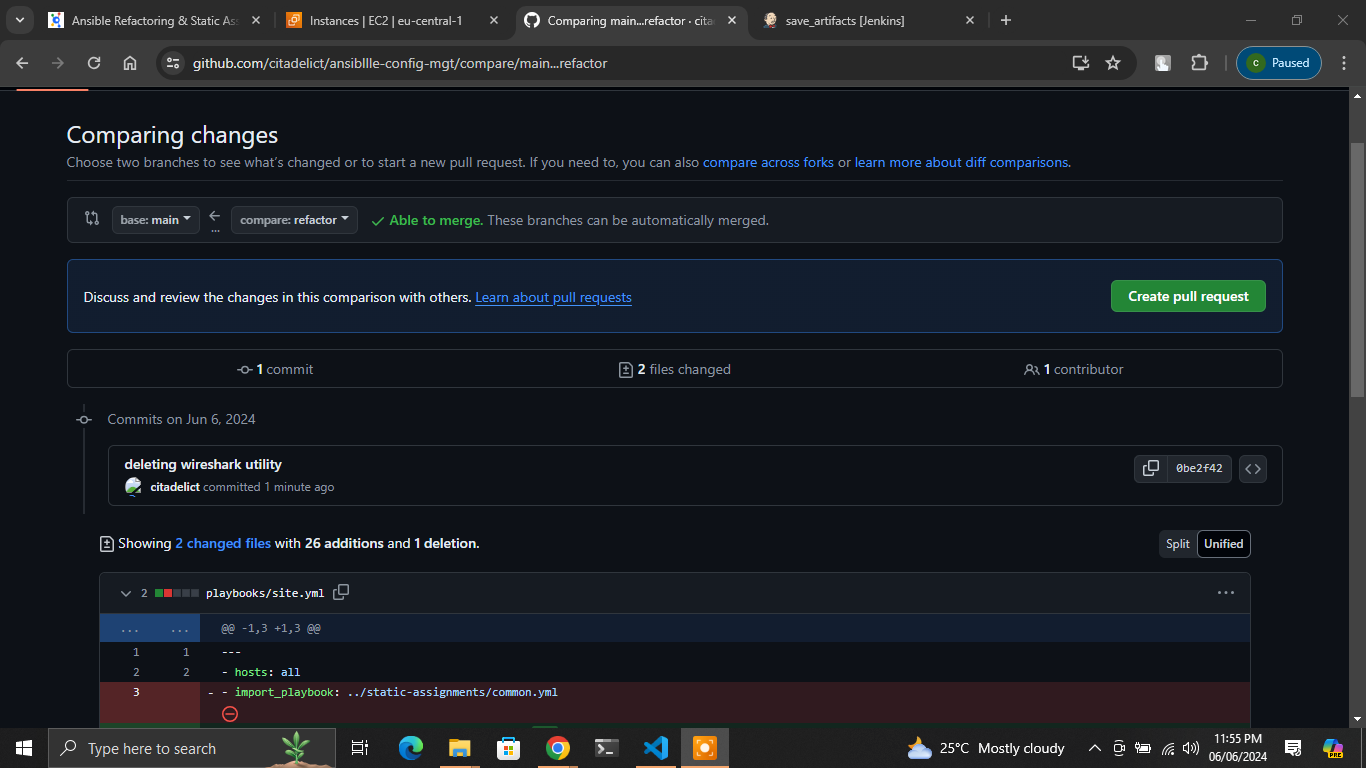 Ansible Refactoring & Static As
Instances | EC2 | eu-central-1
Comparing main...refactor · cita
save_artifacts [Jenkins]
github.com/citadelict/ansibllle-config-mgt/compare/main...refactor
C Paused
Comparing changes
Choose two branches to see what's changed or to start a new pull request. If you need to, you can also compare across forks or learn more about diff comparisons.
base: main
...
compare: refactor
Able to merge. These branches can be automatically merged.
Discuss and review the changes in this comparison with others. Learn about pull requests
Create pull request
1 commit
2 files changed
1 contributor
Commits on Jun 6, 2024
deleting wireshark utility
0be2f42
citadelict committed 1 minute ago
Showing 2 changed files with 26 additions and 1 deletion.
Split Unified
2 playbooks/site.yml
... ... @@ -1,3 +1,3 @@
1 1 ---
2 2 - hosts: all
3 - - import_playbook: ../static-assignments/common.yml
Type here to search
25°C Mostly cloudy
11:55 PM
06/06/2024
PRE